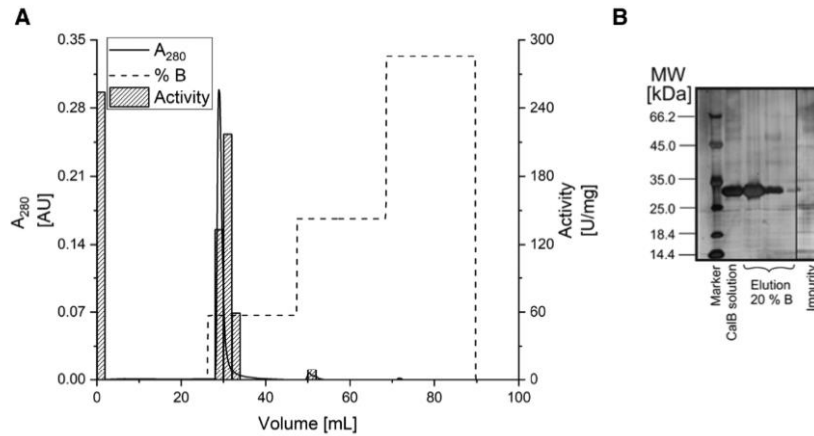 A
A280
% B
Activity
0.35
0.28
0.21
0.14
0.07
0.00
A280
[AU]
300
240
180
120
60
0
Activity
[U/mg]
0
20
40
60
80
100
Volume [mL]
B
MW
[kDa]
66.2
45.0
35.0
25.0
18.4
14.4
Marker
CalB solution
Elution
20 % B
Impurity